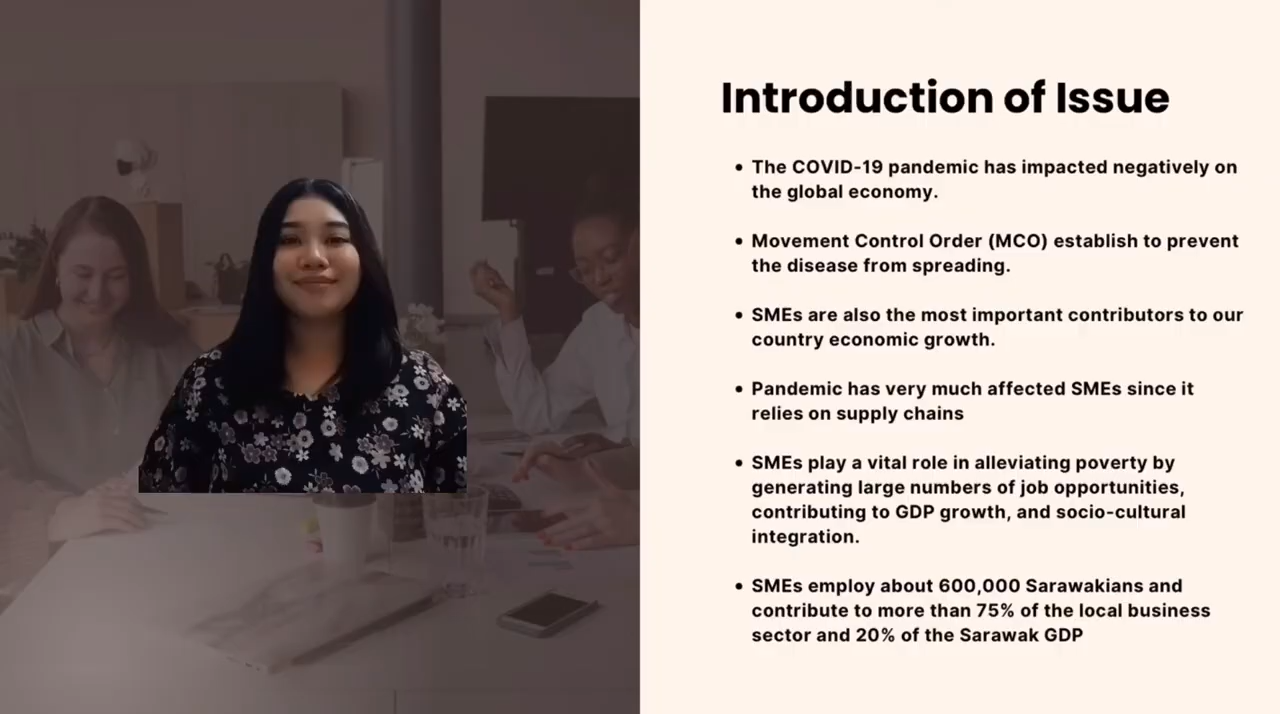 Introduction of Issue
• The COVID-19 pandemic has impacted negatively on
the global economy.
• Movement Control Order (MCO) establish to prevent
the disease from spreading.
• SMEs are also the most important contributors to our
country economic growth.
• Pandemic has very much affected SMEs since it
relies on supply chains
• SMEs play a vital role in alleviating poverty by
generating large numbers of job opportunities,
contributing to GDP growth, and socio-cultural
integration.
• SMEs employ about 600,000 Sarawakians and
contribute to more than 75% of the local business
sector and 20% of the Sarawak GDP